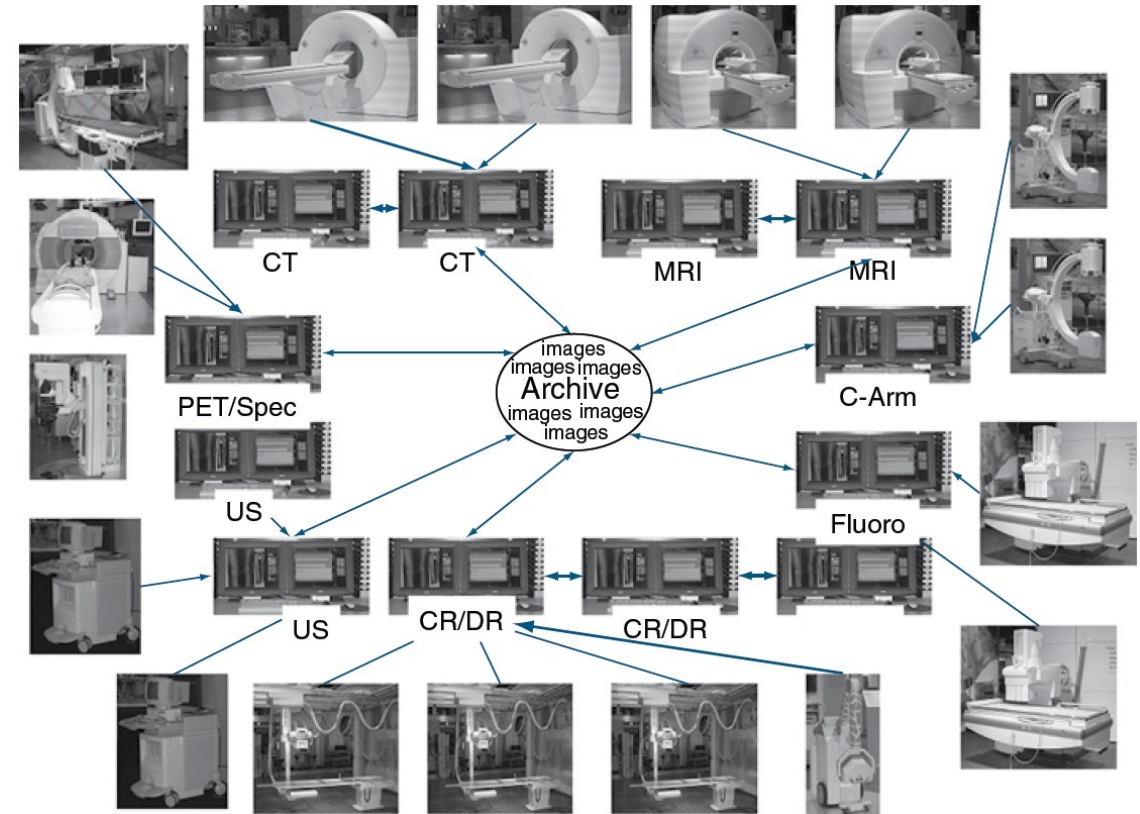 CT
CT
MRI
MRI
images
images images
Archive
images images
images
PET/Spec
C-Arm
US
Fluoro
US
CR/DR
CR/DR